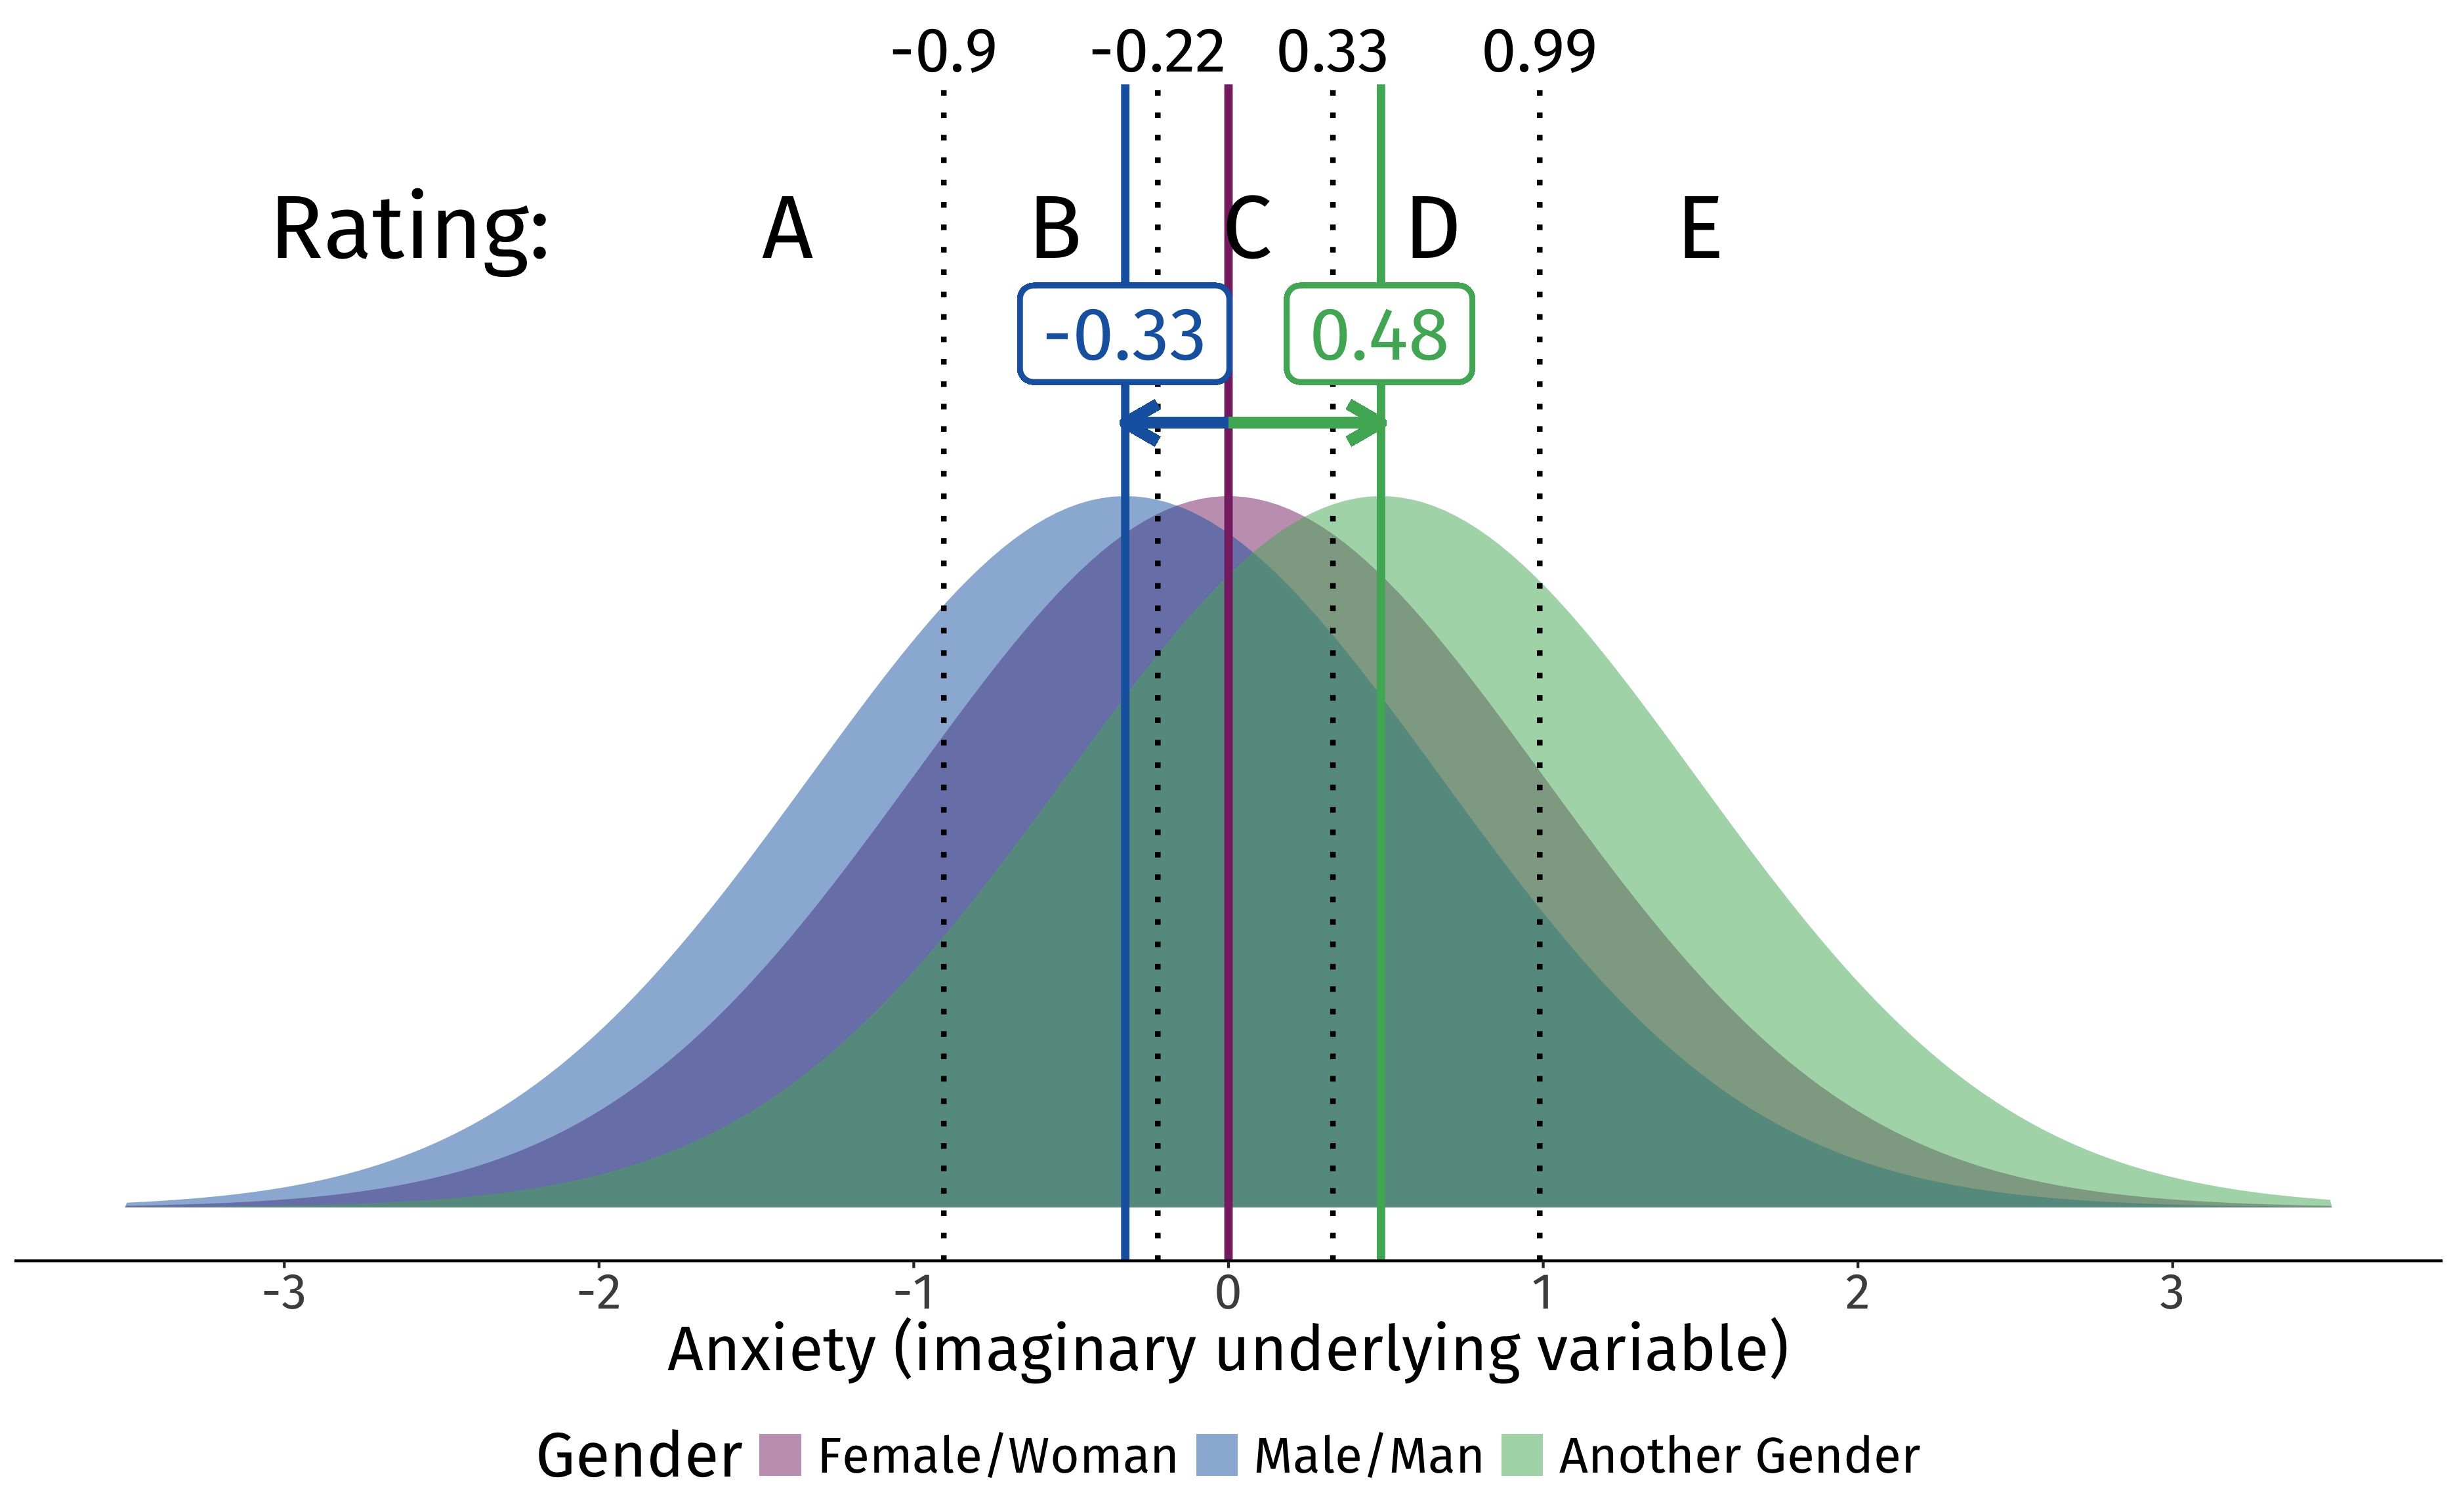 -0.9 -0.22 0.33 0.99
Rating: A B C D E
-0.33 0.48
-3 -2 -1 0 1 2 3
Anxiety (imaginary underlying variable)
Gender Female/Woman Male/Man Another Gender